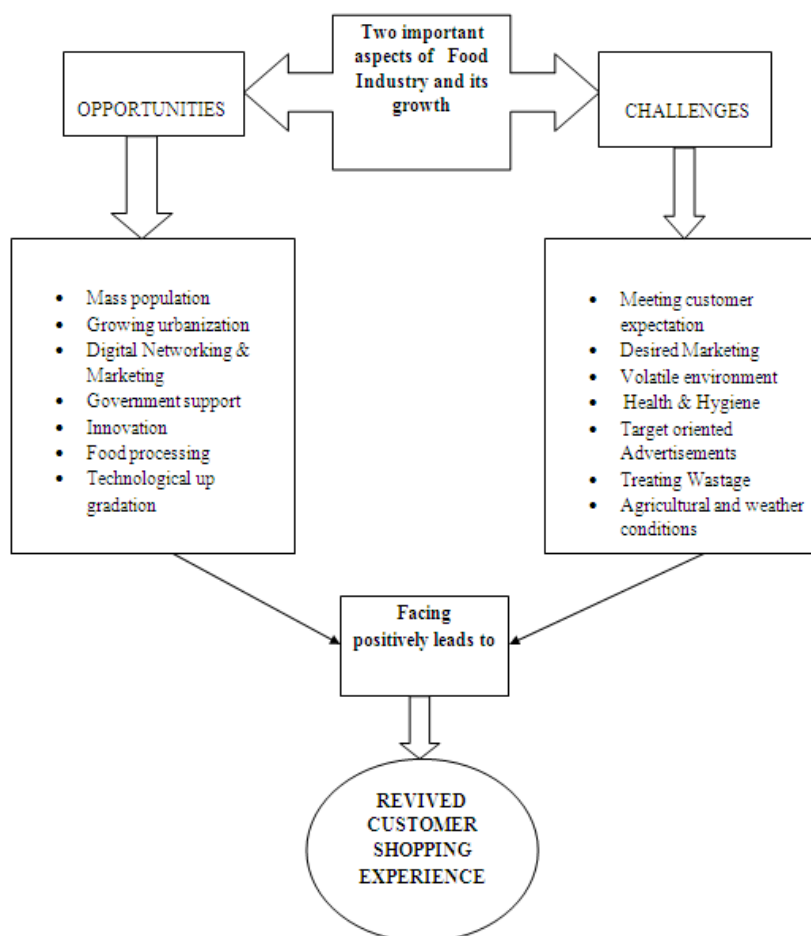 Two important
aspects of Food
Industry and its
growth
OPPORTUNITIES
CHALLENGES
• Mass population
• Growing urbanization
• Digital Networking &
Marketing
• Government support
• Innovation
• Food processing
• Technological up
gradation
• Meeting customer
expectation
• Desired Marketing
• Volatile environment
• Health & Hygiene
• Target oriented
Advertisements
• Treating Wastage
• Agricultural and weather
conditions
Facing
positively leads to
REVIVED
CUSTOMER
SHOPPING
EXPERIENCE